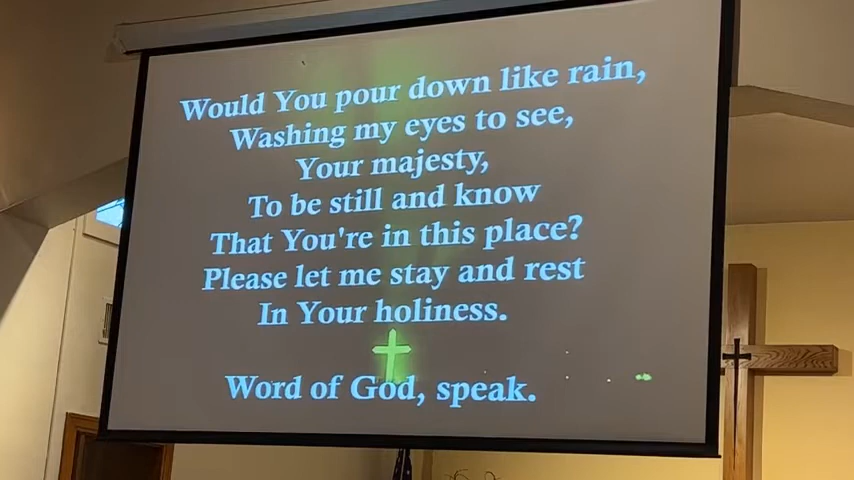 Would You pour down like rain,
Washing my eyes to see,
Your majesty,
To be still and know
That You're in this place?
Please let me stay and rest
In Your holiness.
Word of God, speak.